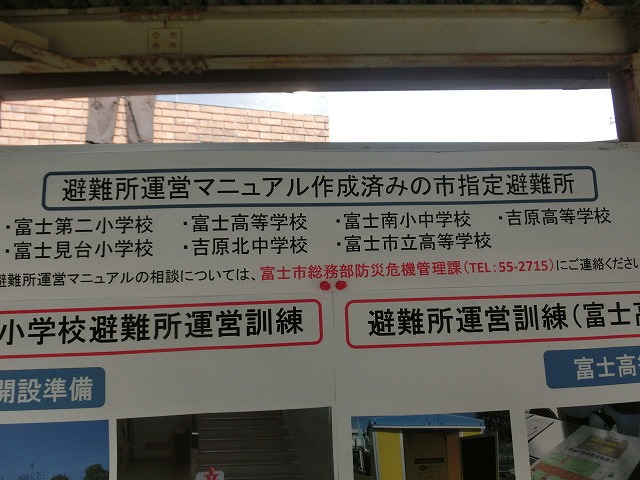 避難所運営マニュアル作成済みの市指定避難所
・富士第二小学校 ・富士高等学校 ・富士南小中学校 ・吉原高等学校
・富士見台小学校 ・吉原北中学校 ・富士市立高等学校
避難所運営マニュアルの相談については、富士市総務部防災危機管理課(TEL:55-2715)にご連絡くださ
小学校避難所運営訓練
避難所運営訓練(富士高
開設準備
富士高等